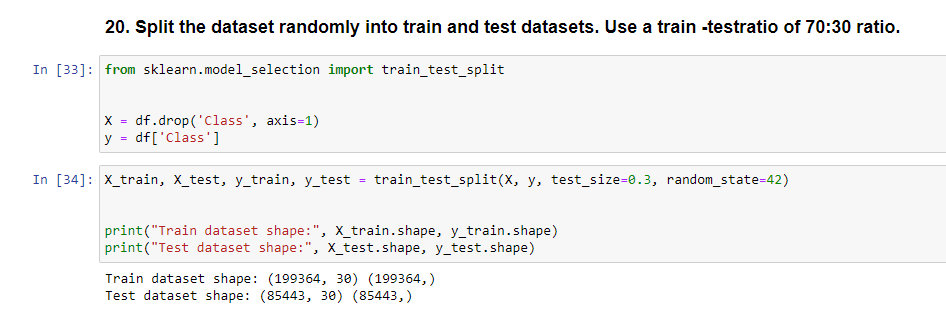 20. Split the dataset randomly into train and test datasets. Use a train -testratio of 70:30 ratio.
In [33]: from sklearn.model_selection import train_test_split
X = df.drop('Class', axis=1)
y = df['Class']
In [34]: X_train, X_test, y_train, y_test = train_test_split(X, y, test_size=0.3, random_state=42)
print("Train dataset shape:", X_train.shape, y_train.shape)
print("Test dataset shape:", X_test.shape, y_test.shape)
Train dataset shape: (199364, 30) (199364,)
Test dataset shape: (85443, 30) (85443,)